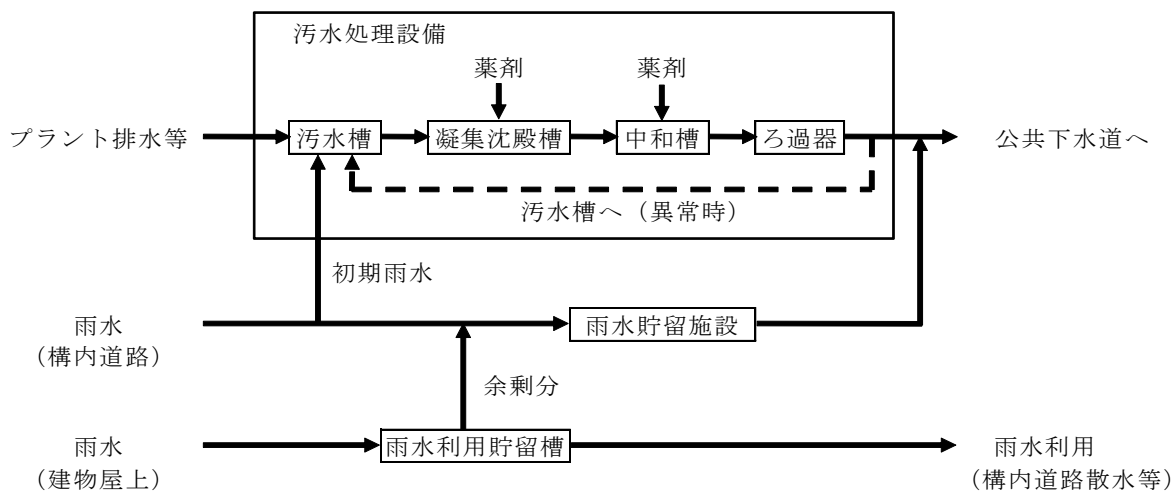 汚水処理設備
薬剤
薬剤
プラント排水等
汚水槽
凝集沈殿槽
中和槽
ろ過器
公共下水道へ
汚水槽へ（異常時）
初期雨水
雨水
（構内道路）
雨水貯留施設
余剰分
雨水
（建物屋上）
雨水利用貯留槽
雨水利用
（構内道路散水等）